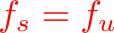 f_s = f_u